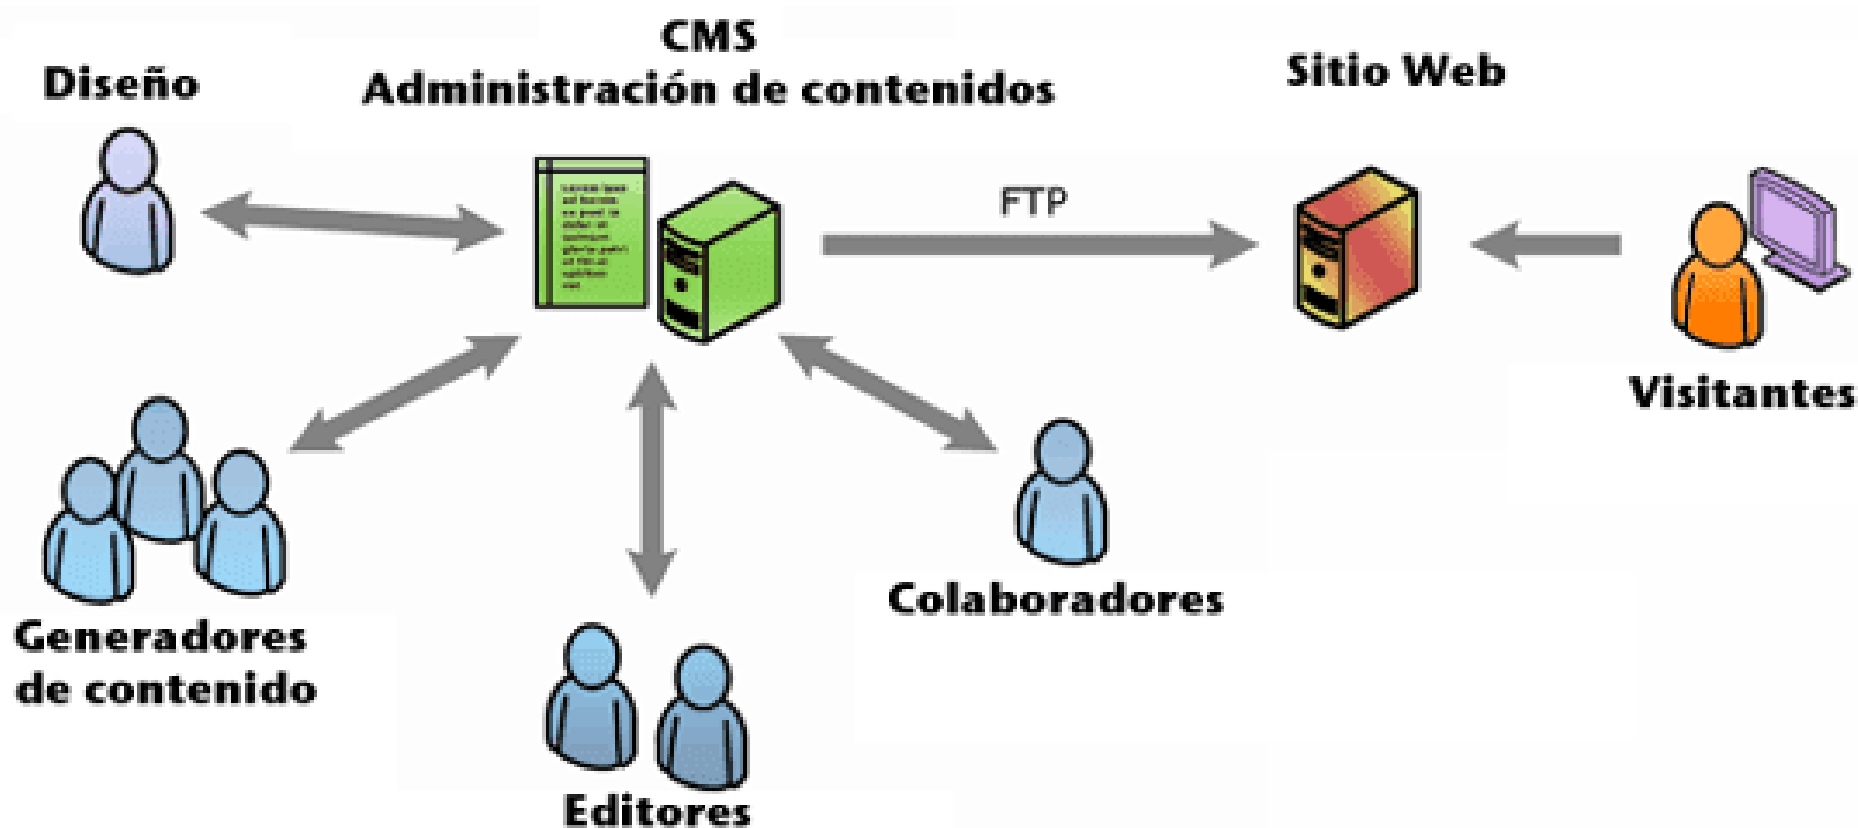 CMS
Administración de contenidos
Diseño
Sitio Web
FTP
Visitantes
Colaboradores
Generadores
de contenido
Editores